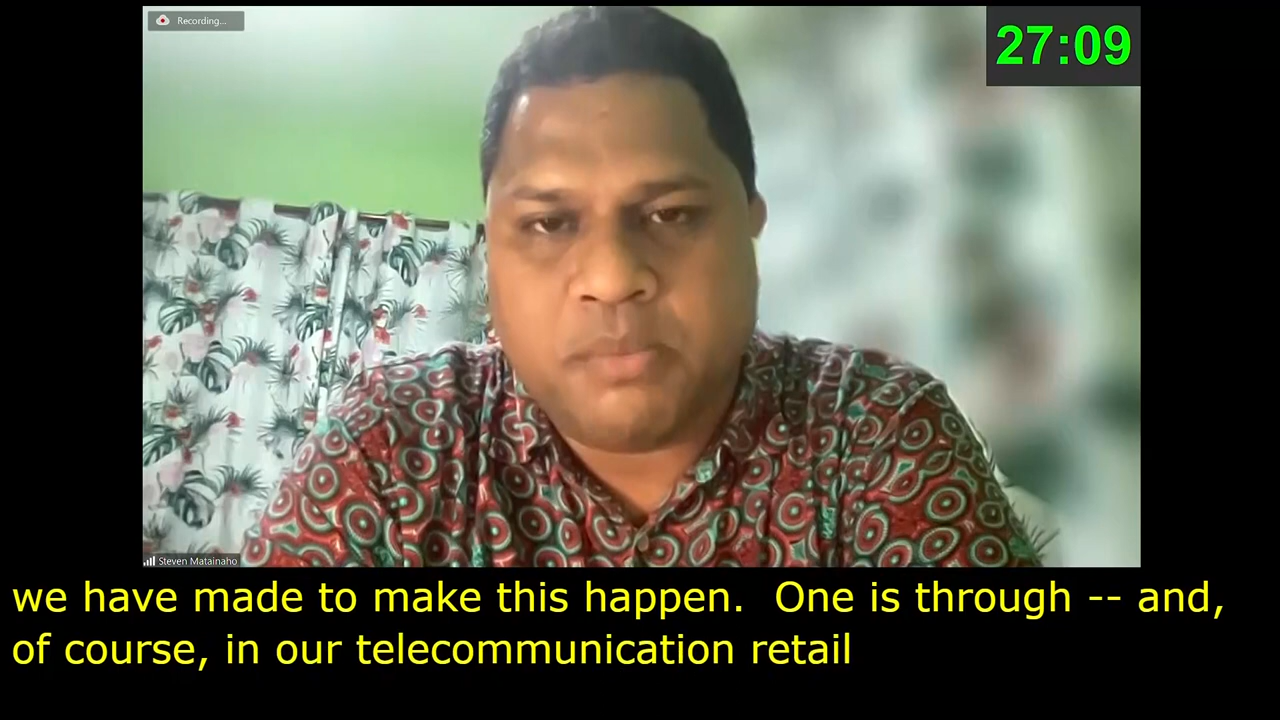 Recording...
27:09
Steven Matainaho
we have made to make this happen.  One is through -- and,
of course, in our telecommunication retail